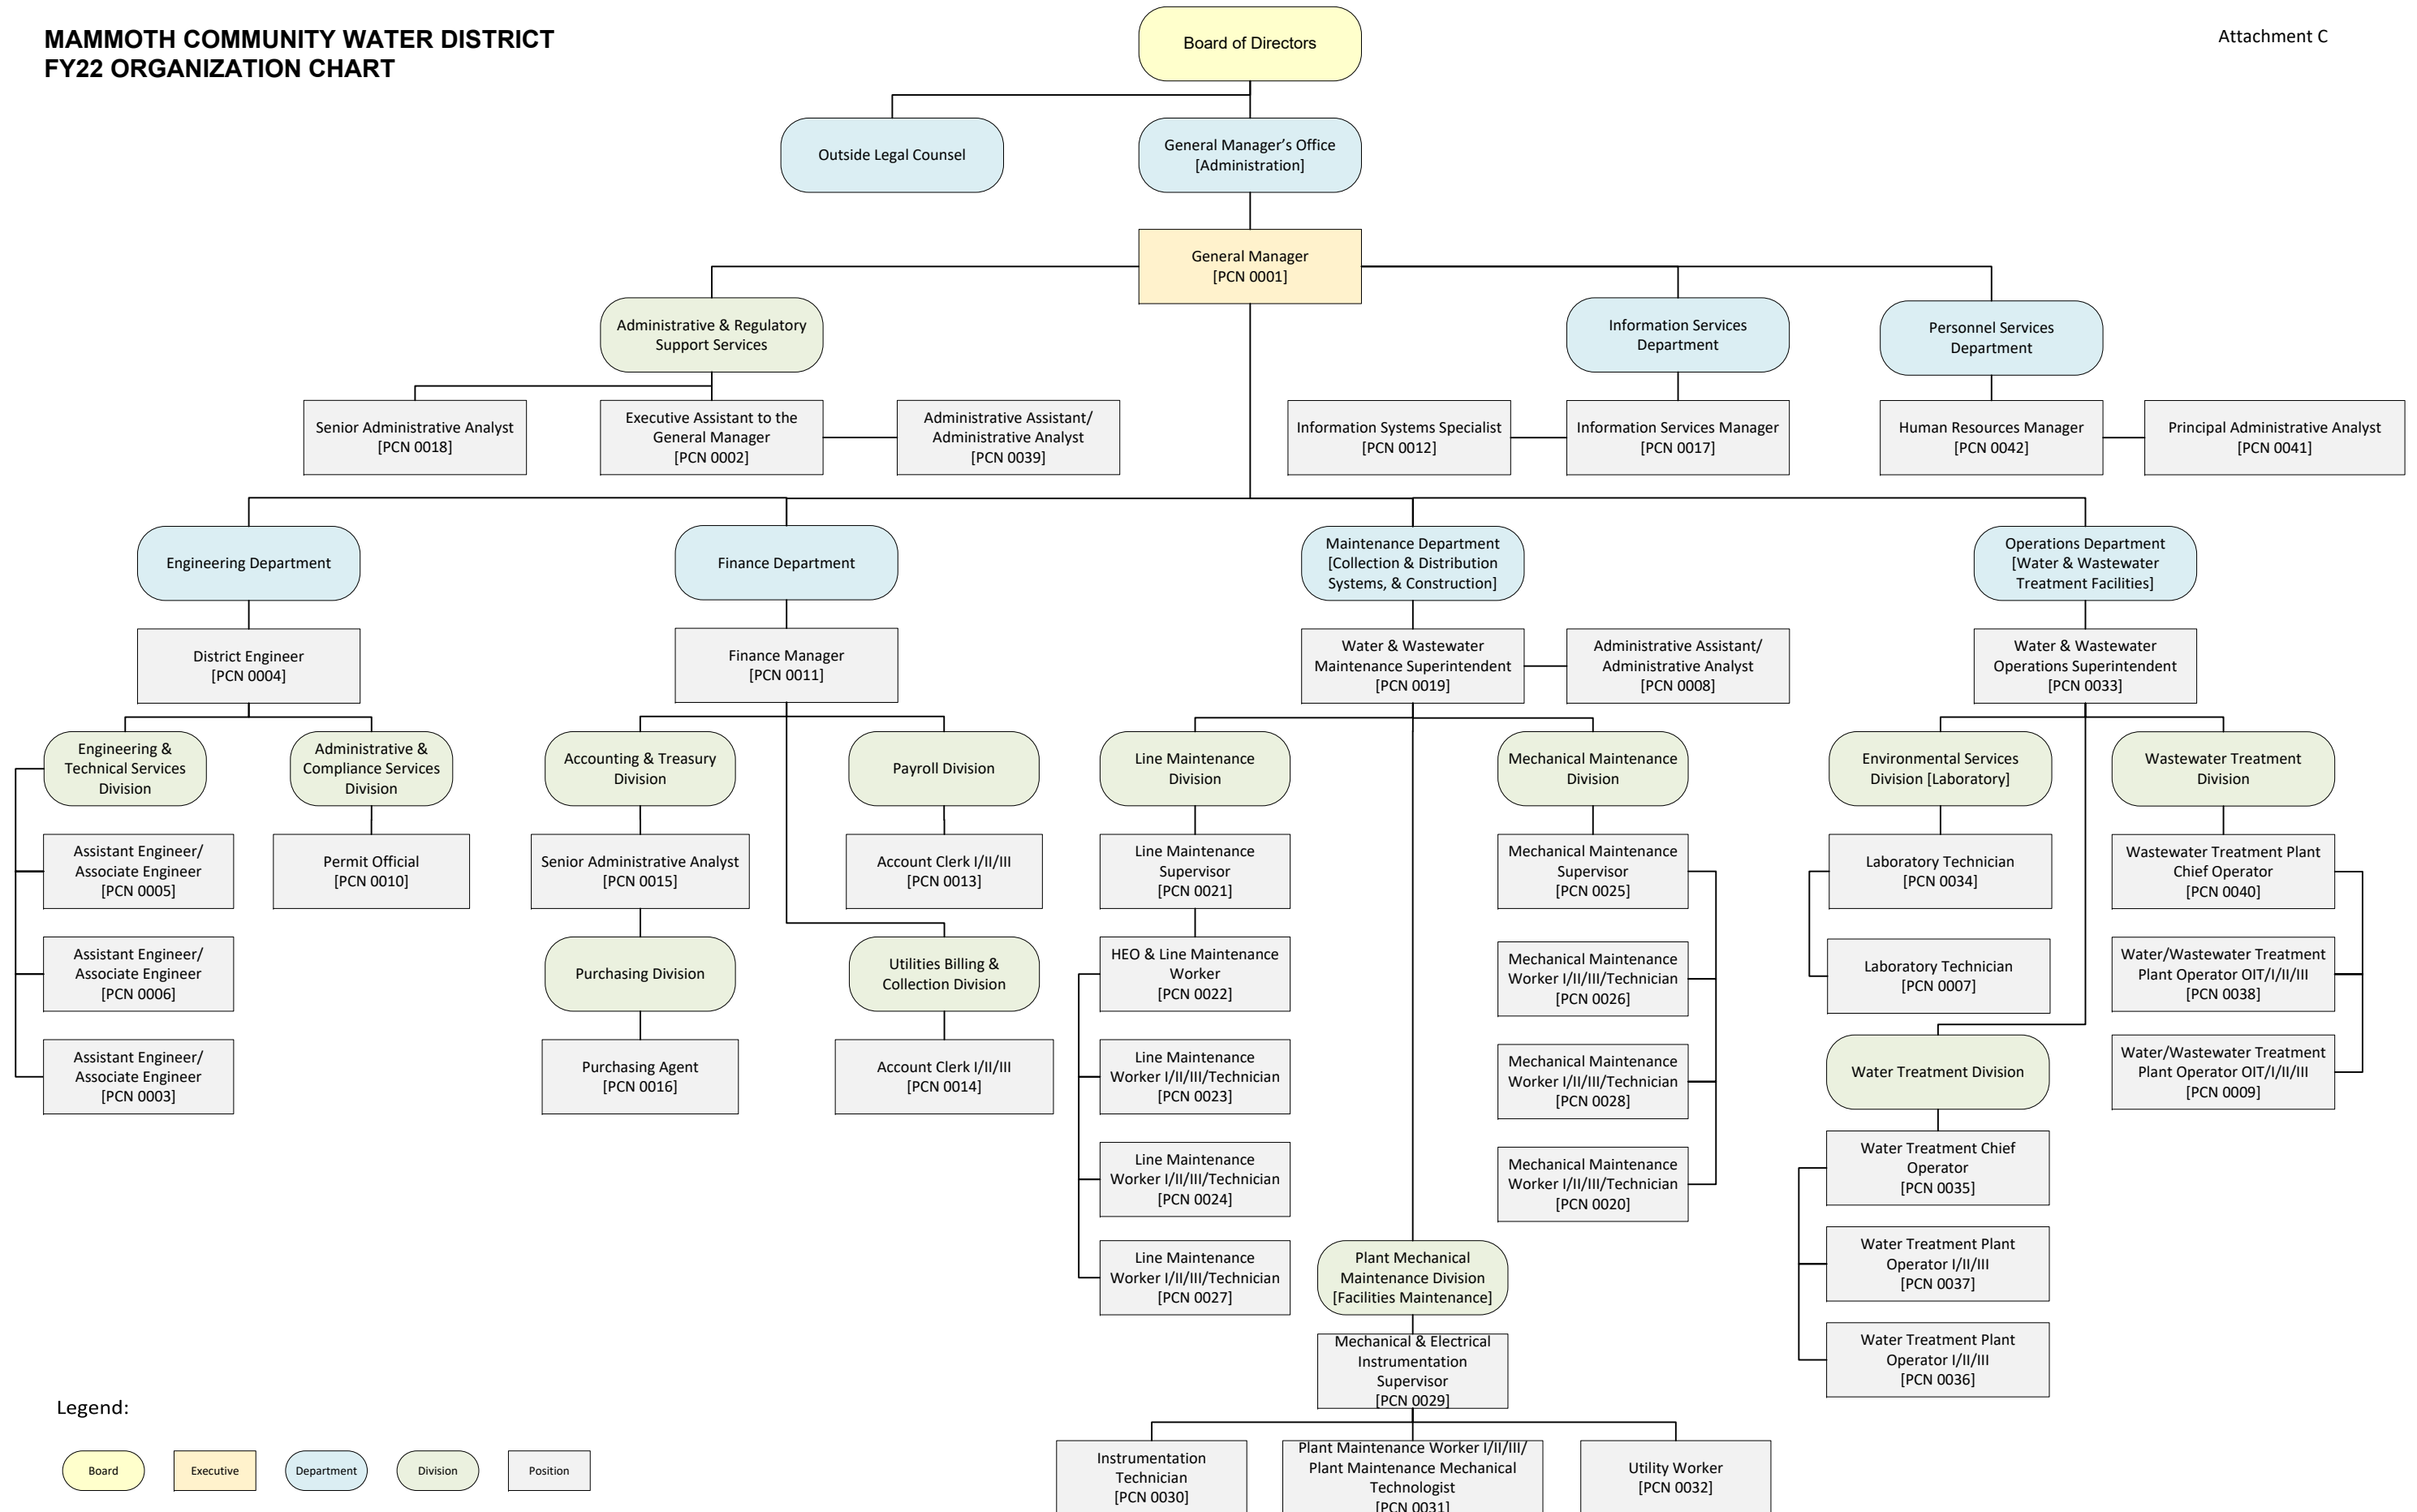 MAMMOTH COMMUNITY WATER DISTRICT
FY22 ORGANIZATION CHART
Attachment C
Board of Directors
Outside Legal Counsel
General Manager’s Office
[Administration]
General Manager
[PCN 0001]
Administrative & Regulatory
Support Services
Information Services
Department
Personnel Services
Department
Senior Administrative Analyst
[PCN 0018]
Executive Assistant to the
General Manager
[PCN 0002]
Administrative Assistant/
Administrative Analyst
[PCN 0039]
Information Systems Specialist
[PCN 0012]
Information Services Manager
[PCN 0017]
Human Resources Manager
[PCN 0042]
Principal Administrative Analyst
[PCN 0041]
Engineering Department
Finance Department
Maintenance Department
[Collection & Distribution
Systems, & Construction]
Operations Department
[Water & Wastewater
Treatment Facilities]
District Engineer
[PCN 0004]
Finance Manager
[PCN 0011]
Water & Wastewater
Maintenance Superintendent
[PCN 0019]
Administrative Assistant/
Administrative Analyst
[PCN 0008]
Water & Wastewater
Operations Superintendent
[PCN 0033]
Engineering &
Technical Services
Division
Administrative &
Compliance Services
Division
Accounting & Treasury
Division
Payroll Division
Line Maintenance
Division
Mechanical Maintenance
Division
Environmental Services
Division [Laboratory]
Wastewater Treatment
Division
Assistant Engineer/
Associate Engineer
[PCN 0005]
Permit Official
[PCN 0010]
Senior Administrative Analyst
[PCN 0015]
Account Clerk I/II/III
[PCN 0013]
Line Maintenance
Supervisor
[PCN 0021]
Mechanical Maintenance
Supervisor
[PCN 0025]
Laboratory Technician
[PCN 0034]
Wastewater Treatment Plant
Chief Operator
[PCN 0040]
Assistant Engineer/
Associate Engineer
[PCN 0006]
Purchasing Division
Utilities Billing &
Collection Division
HEO & Line Maintenance
Worker
[PCN 0022]
Mechanical Maintenance
Worker I/II/III/Technician
[PCN 0026]
Laboratory Technician
[PCN 0007]
Water/Wastewater Treatment
Plant Operator OIT/I/II/III
[PCN 0038]
Assistant Engineer/
Associate Engineer
[PCN 0003]
Purchasing Agent
[PCN 0016]
Account Clerk I/II/III
[PCN 0014]
Line Maintenance
Worker I/II/III/Technician
[PCN 0023]
Mechanical Maintenance
Worker I/II/III/Technician
[PCN 0028]
Water Treatment Division
Water/Wastewater Treatment
Plant Operator OIT/I/II/III
[PCN 0009]
Line Maintenance
Worker I/II/III/Technician
[PCN 0024]
Mechanical Maintenance
Worker I/II/III/Technician
[PCN 0020]
Water Treatment Chief
Operator
[PCN 0035]
Line Maintenance
Worker I/II/III/Technician
[PCN 0027]
Plant Mechanical
Maintenance Division
[Facilities Maintenance]
Water Treatment Plant
Operator I/II/III
[PCN 0037]
Mechanical & Electrical
Instrumentation
Supervisor
[PCN 0029]
Water Treatment Plant
Operator I/II/III
[PCN 0036]
Instrumentation
Technician
[PCN 0030]
Plant Maintenance Worker I/II/III/
Plant Maintenance Mechanical
Technologist
[PCN 0031]
Utility Worker
[PCN 0032]
Legend:
Board
Executive
Department
Division
Position